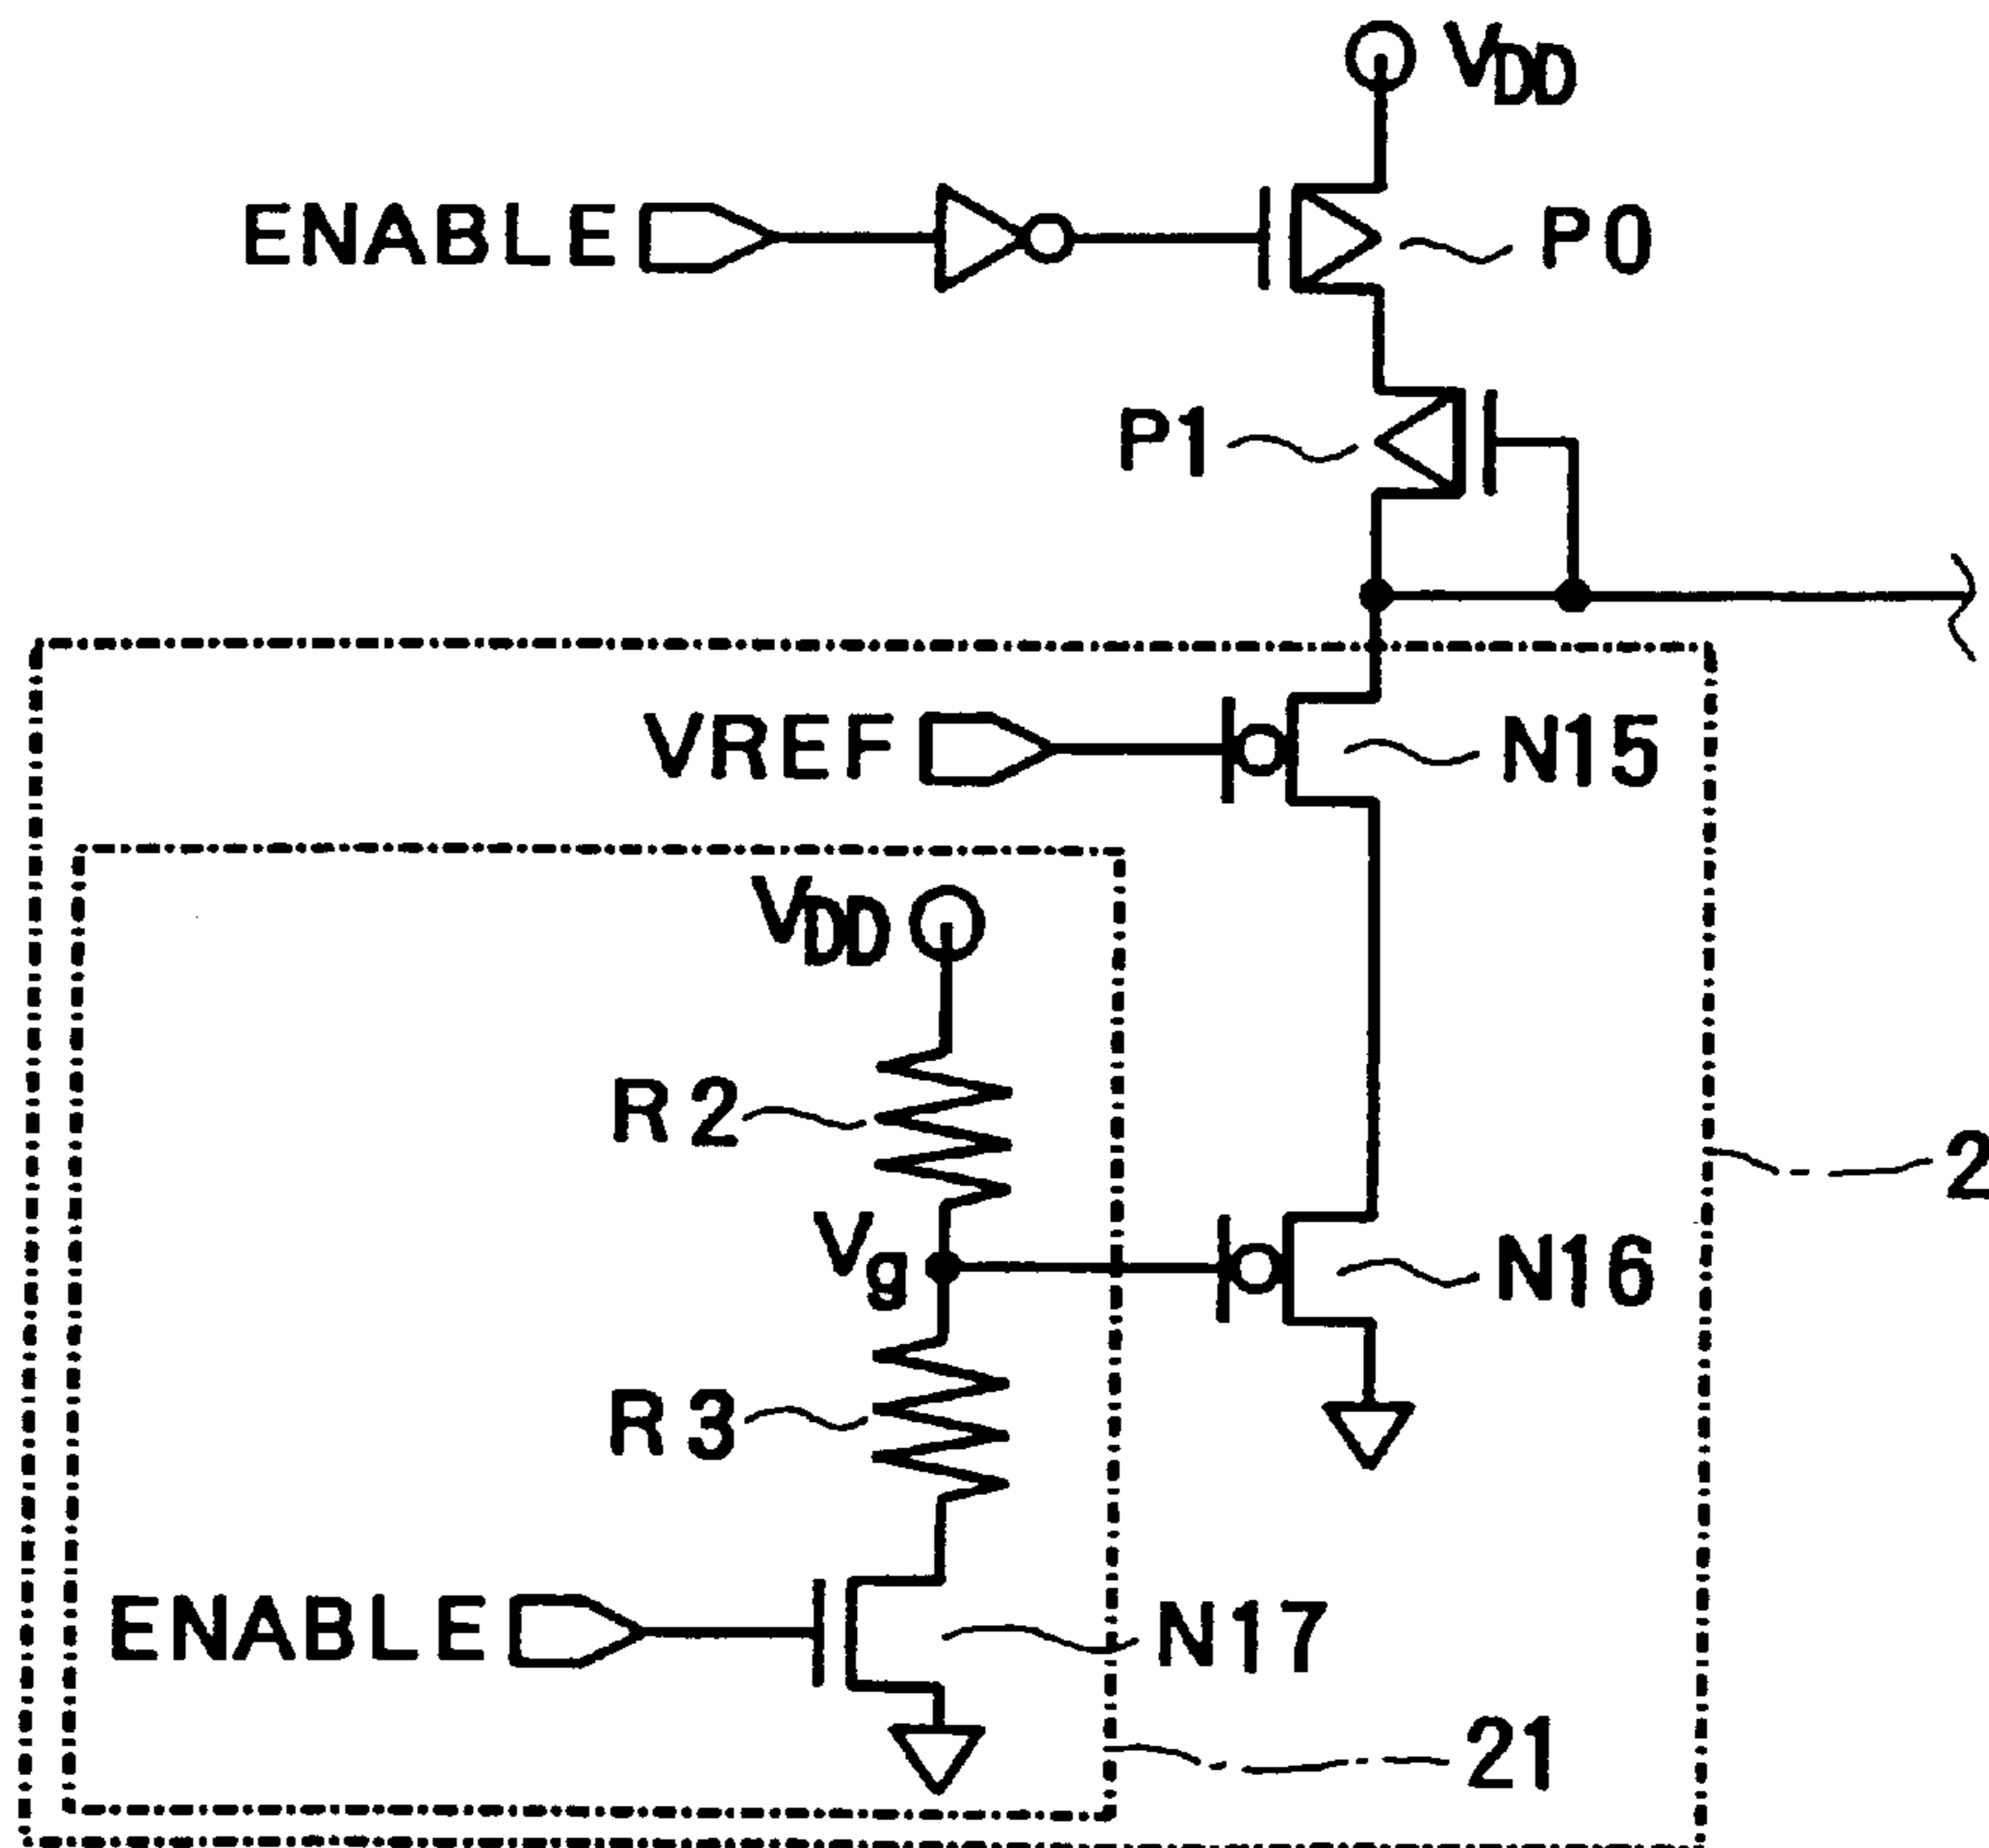 VDD
ENABLE
P0
P1
VREF
N15
VDD
R2
2
Vg
N16
R3
ENABLE
N17
21